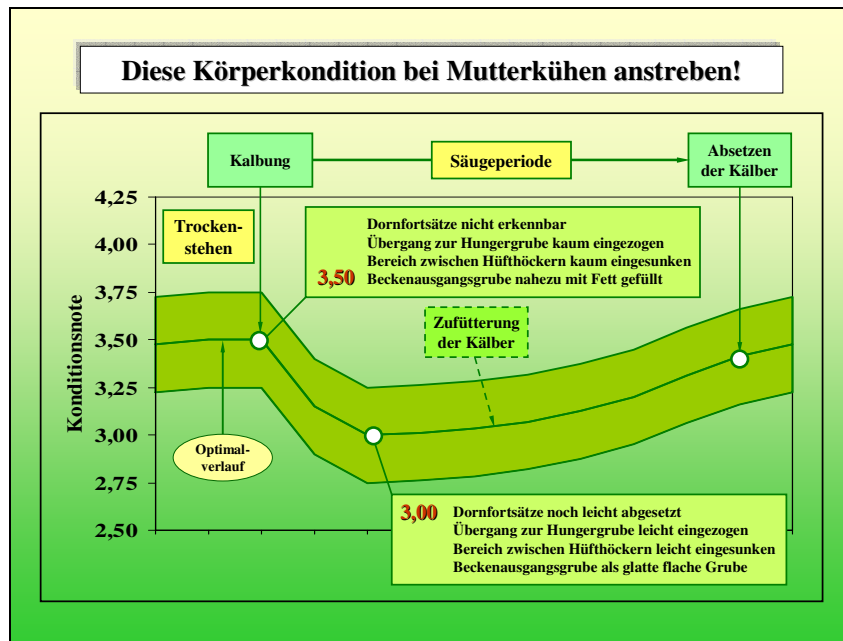 Diese Körperkondition bei Mutterkühen anstreben!
Kalbung
Säugeperiode
Absetzen
der Kälber
Konditionsnote
4,25
4,00
3,75
3,50
3,25
3,00
2,75
2,50
Trocken-
stehen
3,50
Dornfortsätze nicht erkennbar
Übergang zur Hungergrube kaum eingezogen
Bereich zwischen Hüfthöckern kaum eingesunken
Beckenausgangsgrube nahezu mit Fett gefüllt
Zufütterung
der Kälber
Optimal-
verlauf
3,00
Dornfortsätze noch leicht abgesetzt
Übergang zur Hungergrube leicht eingezogen
Bereich zwischen Hüfthöckern leicht eingesunken
Beckenausgangsgrube als glatte flache Grube